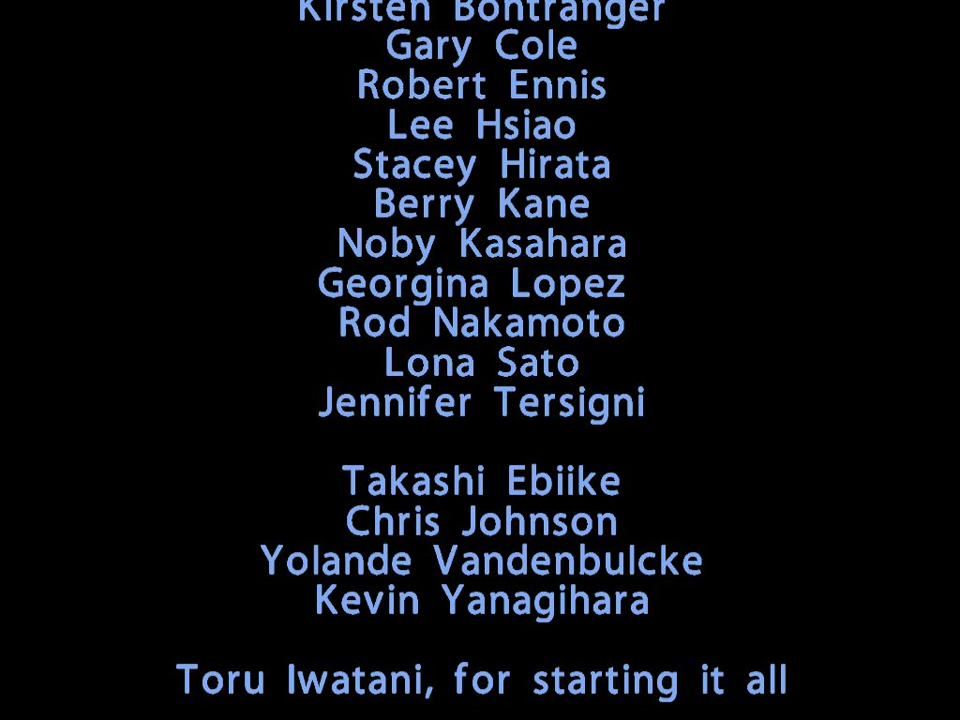 Kirsten Bontranger
Gary Cole
Robert Ennis
Lee Hsiao
Stacey Hirata
Berry Kane
Noby Kasahara
Georgina Lopez
Rod Nakamoto
Lona Sato
Jennifer Tersigni
Takashi Ebiike
Chris Johnson
Yolande Vandenbulcke
Kevin Yanagihara
Toru Iwatani, for starting it all